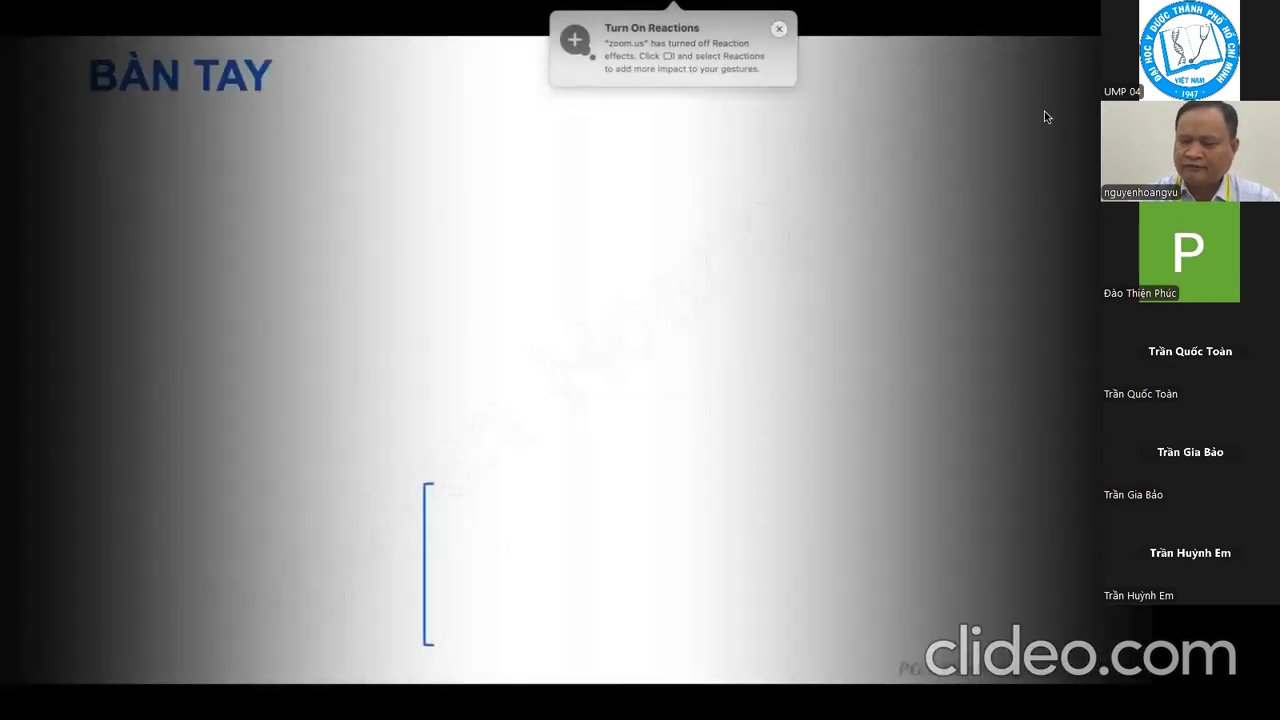 BÀN TAY
Turn On Reactions
"zoom.us" has turned off Reaction
effects. Click and select Reactions
to add more impact to your gestures.
ĐẠI HỌC Y DƯỢC THÀNH PHỐ HỒ CHÍ MINH
VIỆT NAM
1947
UMP 04
nguyenhoangvu
P
Đào Thiện Phúc
Trần Quốc Toàn
Trần Quốc Toàn
Trần Gia Bảo
Trần Gia Bảo
Trần Huỳnh Em
Trần Huỳnh Em
clideo.com